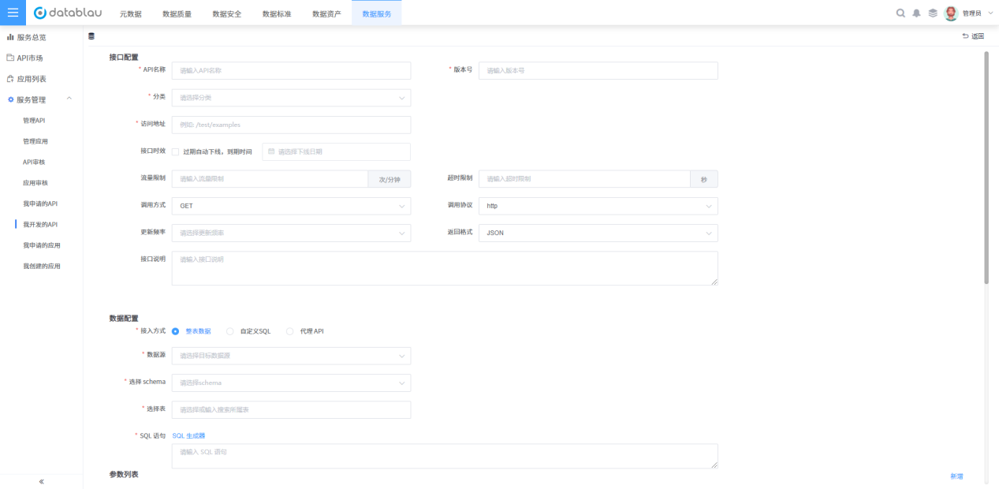 datablau 元数据 数据质量 数据安全 数据标准 数据资产 数据服务 管理员
服务总览
API市场
应用列表
服务管理
管理API
管理应用
API审核
应用审核
我申请的API
我开发的API
我申请的应用
我创建的应用
返回
接口配置
* API名称 请输入API名称 * 版本号 请输入版本号
* 分类 请选择分类
* 访问地址 例如: /test/examples
接口时效 过期自动下线，到期时间 请选择下线日期
流量限制 请输入流量限制 次/分钟 超时限制 请输入超时限制 秒
调用方式 GET 调用协议 http
更新频率 请选择更新频率 返回格式 JSON
接口说明 请输入接口说明
数据配置
* 接入方式 整表数据 自定义SQL 代理 API
* 数据源 请选择目标数据源
* 选择 schema 请选择schema
* 选择表 请选择或输入搜索所属表
* SQL 语句 SQL 生成器
请输入 SQL 语句
参数列表 新增